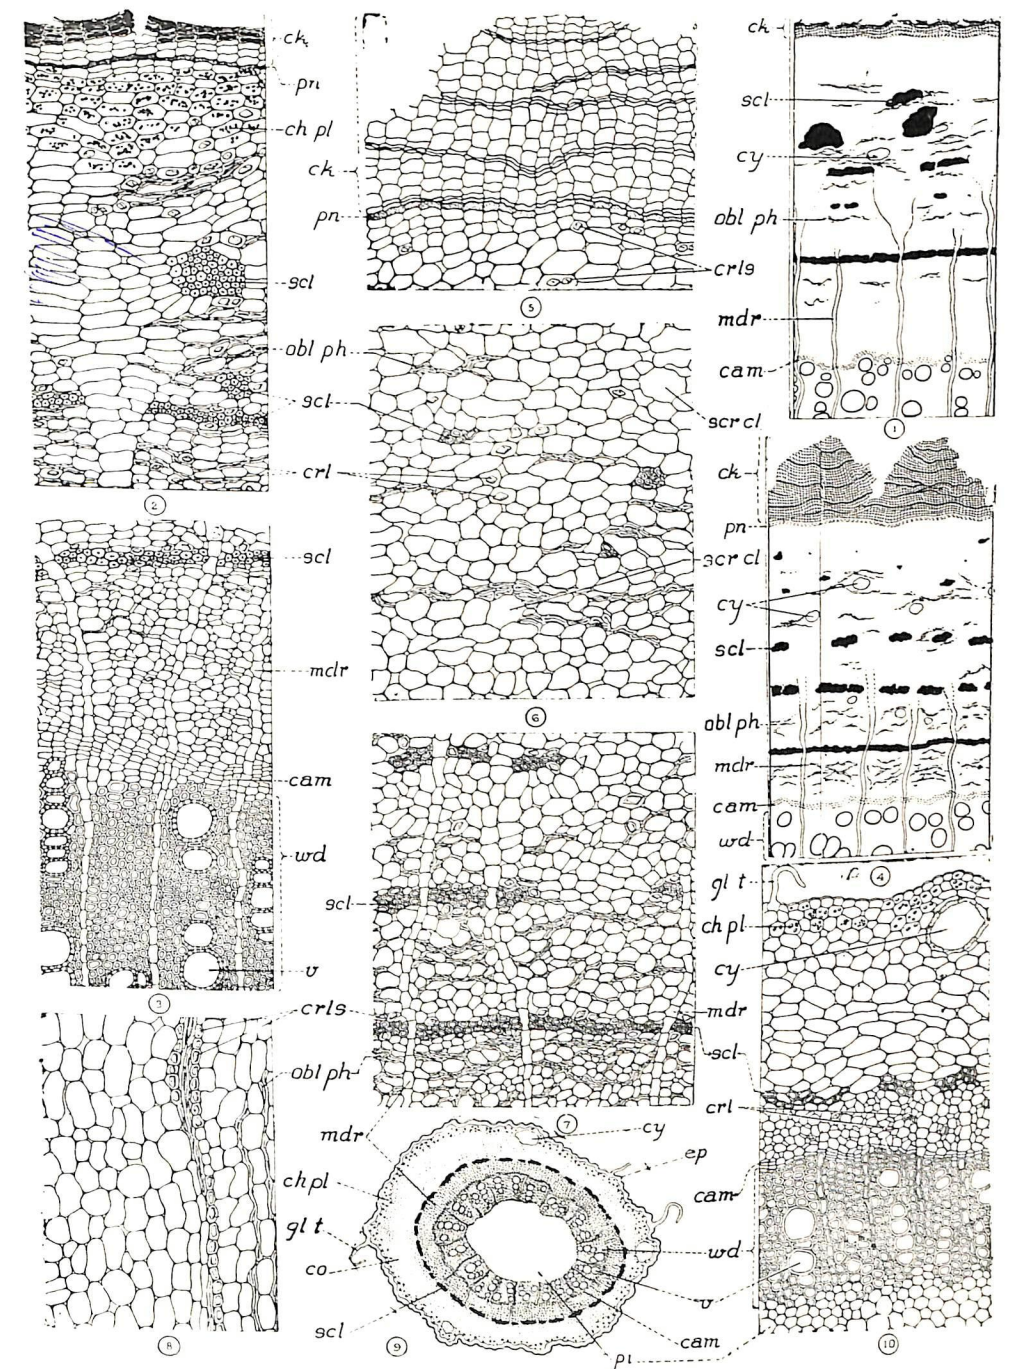 ck
pn
ch pl
scl
obl ph
scl
crl
2
ck
pn
crls
5
ck
scl
cy
obl ph
mdr
cam
1
scr cl
scr cl
6
scl
mdr
cam
wd
v
3
ck
pn
cy
scl
obl ph
mdr
cam
wd
4
scl
crls
obl ph
mdr
7
mdr
scl
gl t
ch pl
cy
crl
cam
wd
v
10
8
mdr
ch pl
gl t
co
scl
9
cy
ep
cam
pi